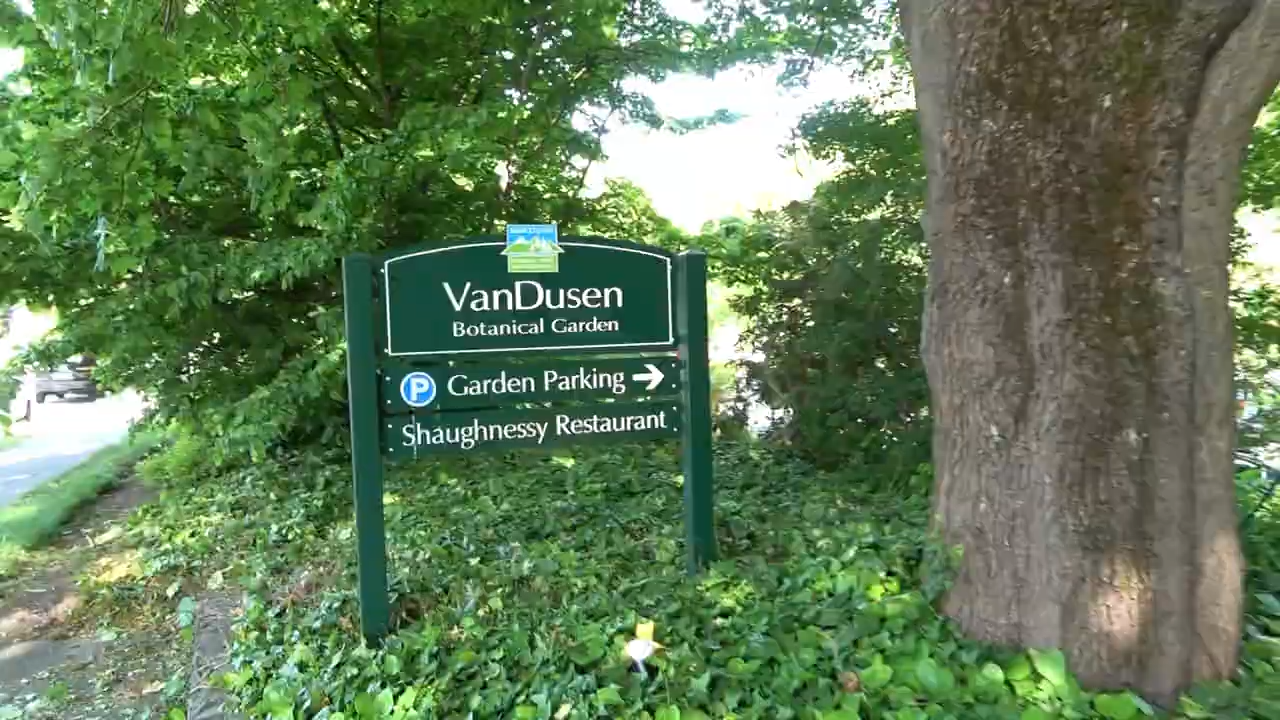 VanDusen
Botanical Garden
P Garden Parking →
Shaughnessy Restaurant